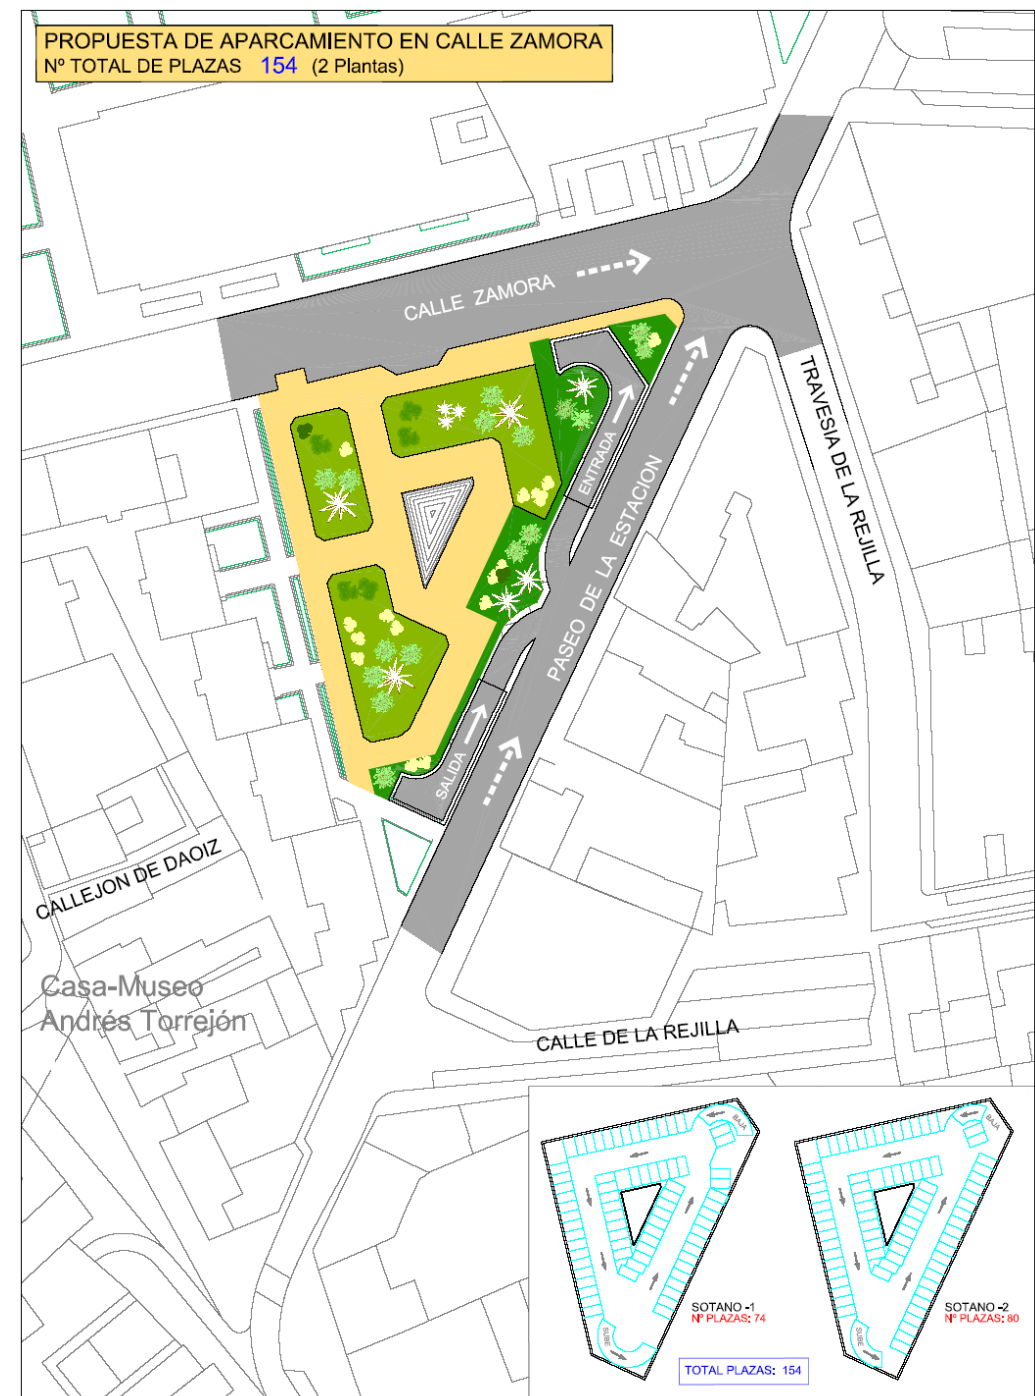 PROPUESTA DE APARCAMIENTO EN CALLE ZAMORA
Nº TOTAL DE PLAZAS 154 (2 Plantas)
CALLE ZAMORA
TRAVESIA DE LA REJILLA
ENTRADA
PASEO DE LA ESTACION
SALIDA
CALLEJON DE DAOIZ
Casa-Museo
Andrés Torrejón
CALLE DE LA REJILLA
BAJA
BAJA
SOTANO -1
Nº PLAZAS: 74
SOTANO -2
Nº PLAZAS: 80
SUBE
SUBE
TOTAL PLAZAS: 154